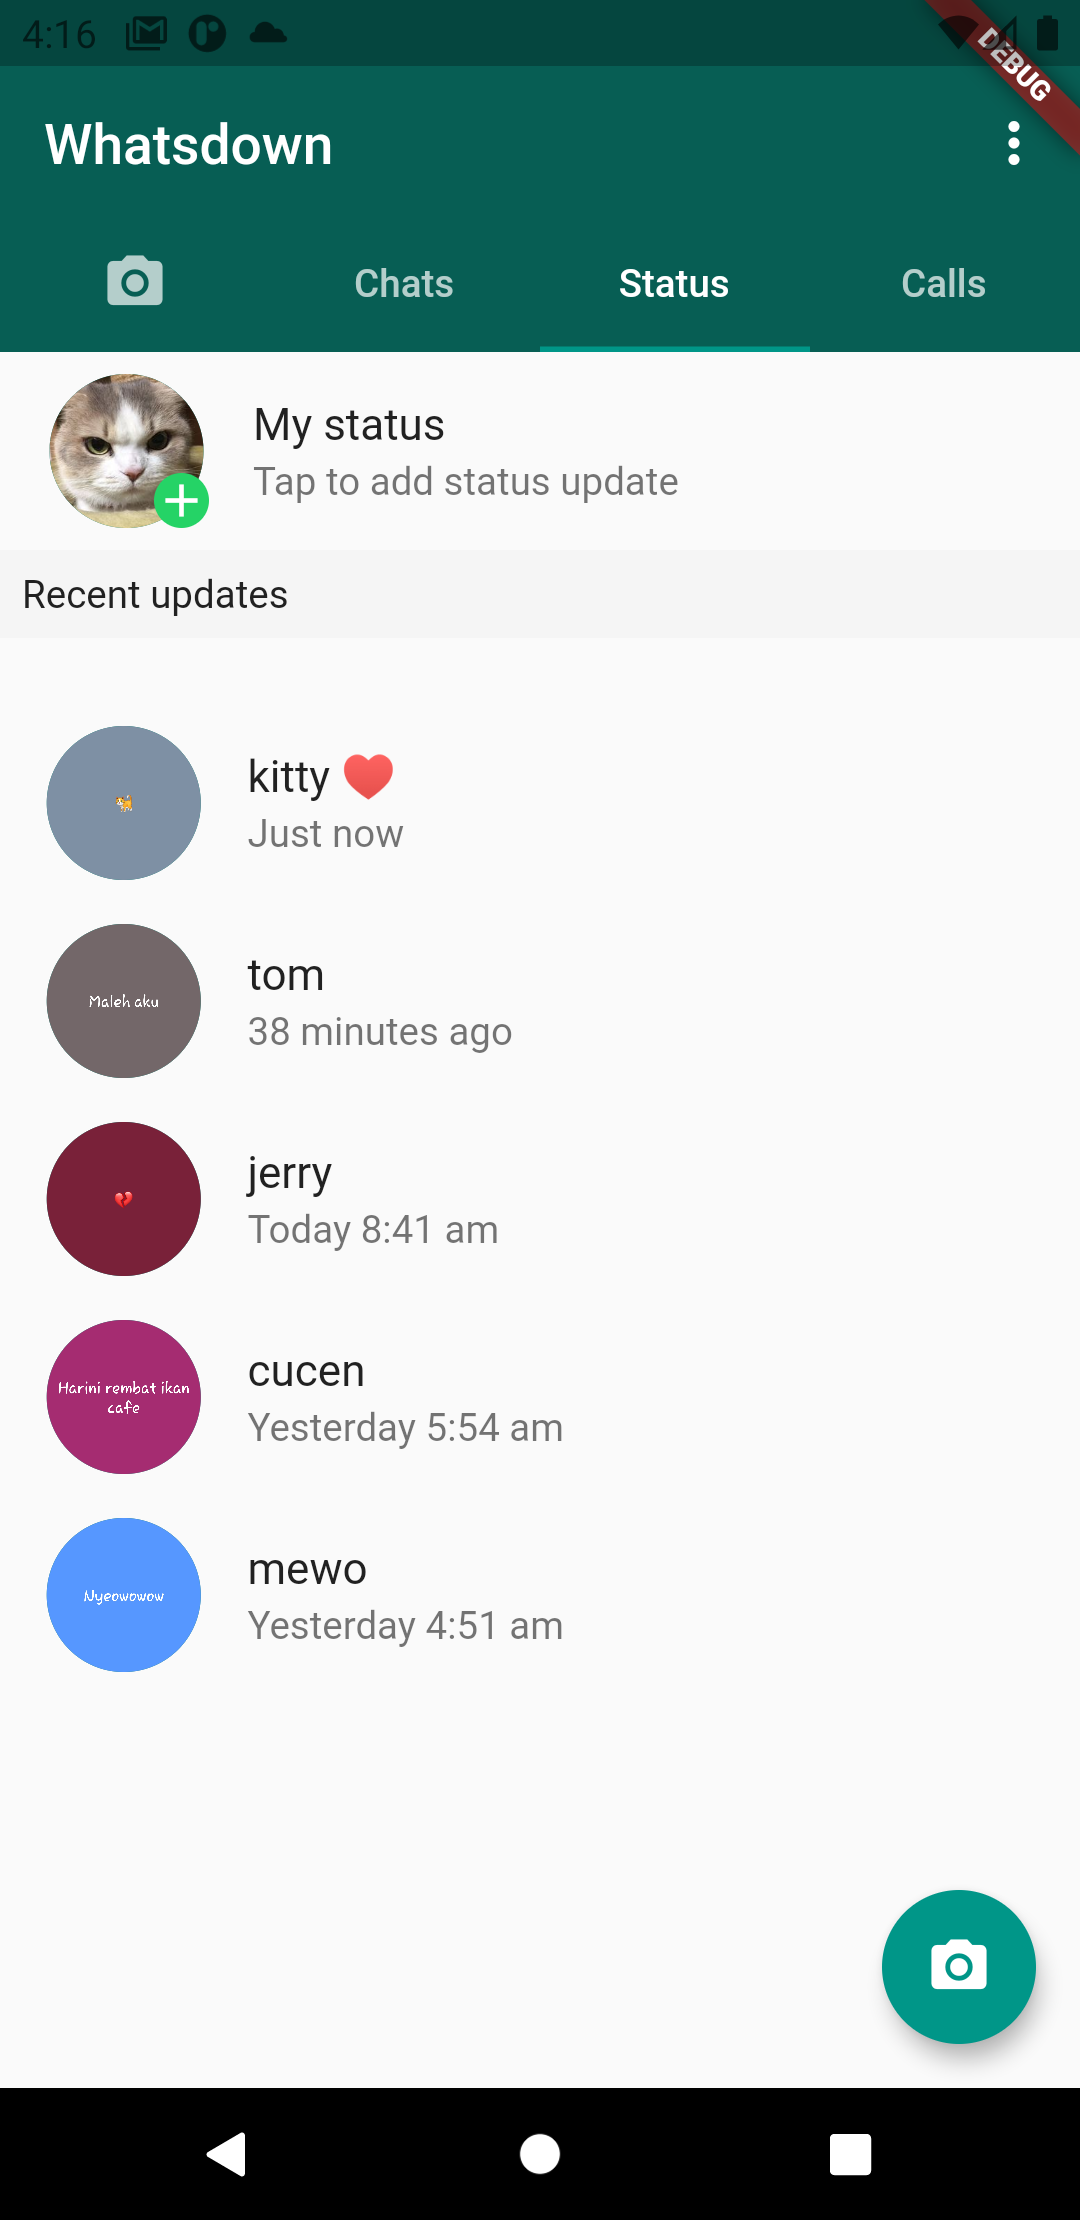 4:16
DEBUG
Whatsdown
Chats
Status
Calls
My status
Tap to add status update
Recent updates
kitty ❤️
Just now
Maleh aku
tom
38 minutes ago
jerry
Today 8:41 am
Harini rembat ikan
cafe
cucen
Yesterday 5:54 am
Nyeowowow
mewo
Yesterday 4:51 am